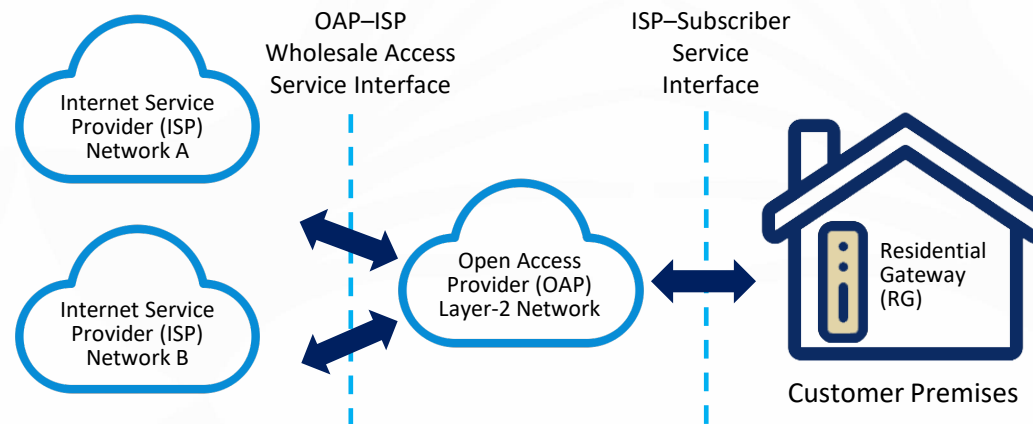 OAP–ISP
Wholesale Access
Service Interface
ISP–Subscriber
Service
Interface
Internet Service
Provider (ISP)
Network A
Internet Service
Provider (ISP)
Network B
Open Access
Provider (OAP)
Layer-2 Network
Residential
Gateway
(RG)
Customer Premises